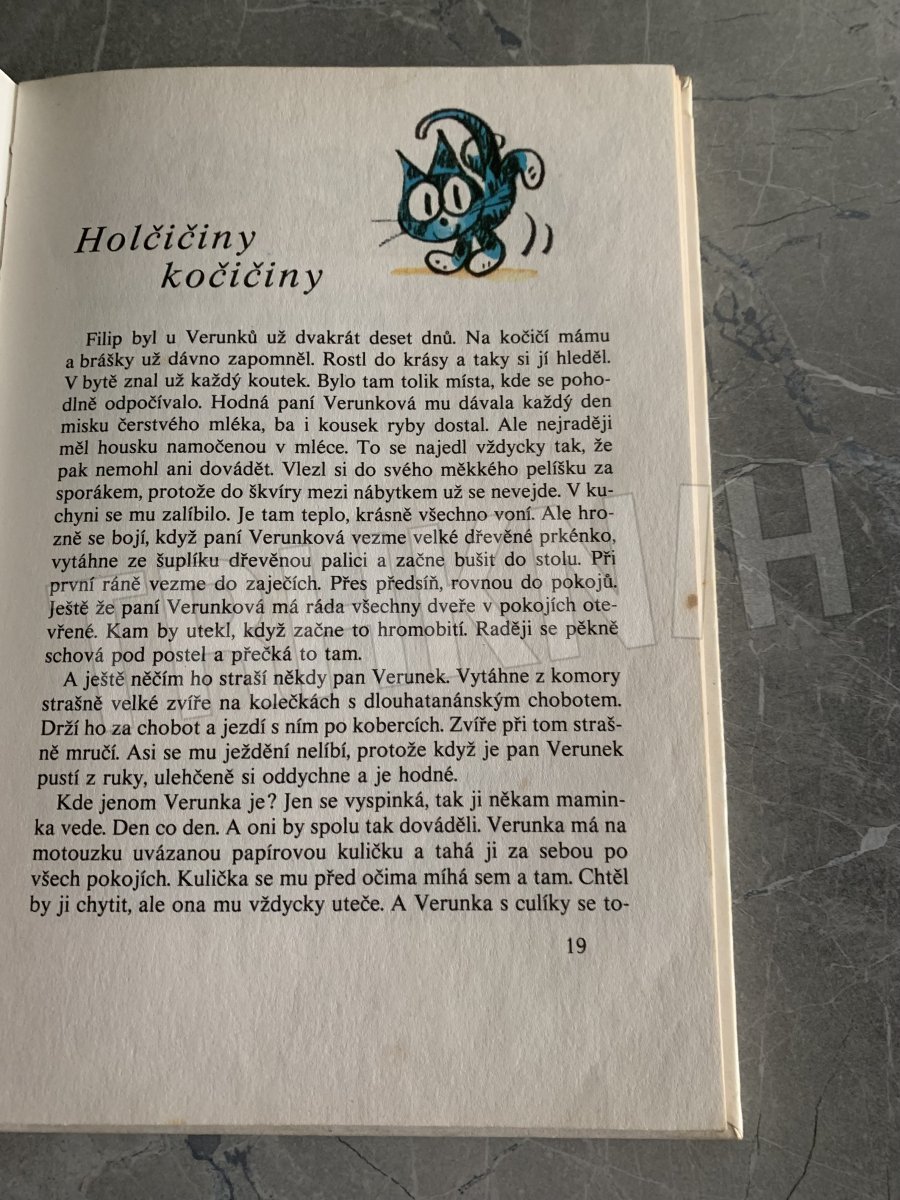 Holčičiny
kočičiny
Filip byl u Verunků už dvakrát deset dnů. Na kočičí mámu
a brášky už dávno zapomněl. Rostl do krásy a taky si jí hleděl.
V bytě znal už každý koutek. Bylo tam tolik místa, kde se poho-
dlně odpočívalo. Hodná paní Verunková mu dávala každý den
misku čerstvého mléka, ba i kousek ryby dostal. Ale nejraději
měl housku namočenou v mléce. To se najedl vždycky tak, že
pak nemohl ani dovádět. Vlezl si do svého měkkého pelíšku za
sporákem, protože do škvíry mezi nábytkem už se nevejde. V ku-
chyni se mu zalíbilo. Je tam teplo, krásně všechno voní. Ale hro-
zně se bojí, když paní Verunková vezme velké dřevěné prkénko,
vytáhne ze šuplíku dřevěnou palici a začne bušit do stolu. Při
první ráně vezme do zaječích. Přes předsíň, rovnou do pokojů.
Ještě že paní Verunková má ráda všechny dveře v pokojích ote-
vřené. Kam by utekl, když začne to hromobití. Raději se pěkně
schová pod postel a přečká to tam.
A ještě něčím ho straší někdy pan Verunek. Vytáhne z komory
strašně velké zvíře na kolečkách s dlouhatanánským chobotem.
Drží ho za chobot a jezdí s ním po kobercích. Zvíře při tom straš-
ně mručí. Asi se mu ježdění nelíbí, protože když je pan Verunek
pustí z ruky, ulehčeně si oddychne a je hodné.
Kde jenom Verunka je? Jen se vyspinká, tak ji někam mamin-
ka vede. Den co den. A oni by spolu tak dováděli. Verunka má na
motouzku uvázanou papírovou kuličku a tahá ji za sebou po
všech pokojích. Kulička se mu před očima míhá sem a tam. Chtěl
by ji chytit, ale ona mu vždycky uteče. A Verunka s culíky se to-
19